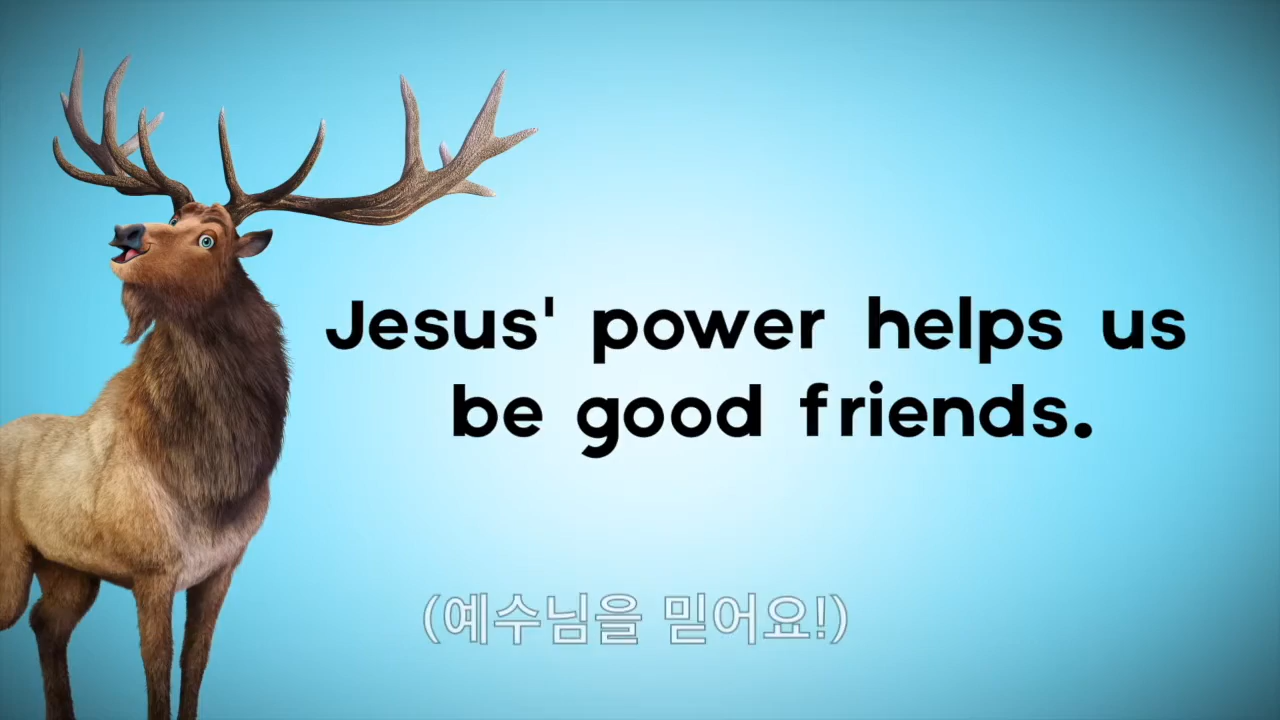 Jesus' power helps us
be good friends.
(예수님을 믿어요!)